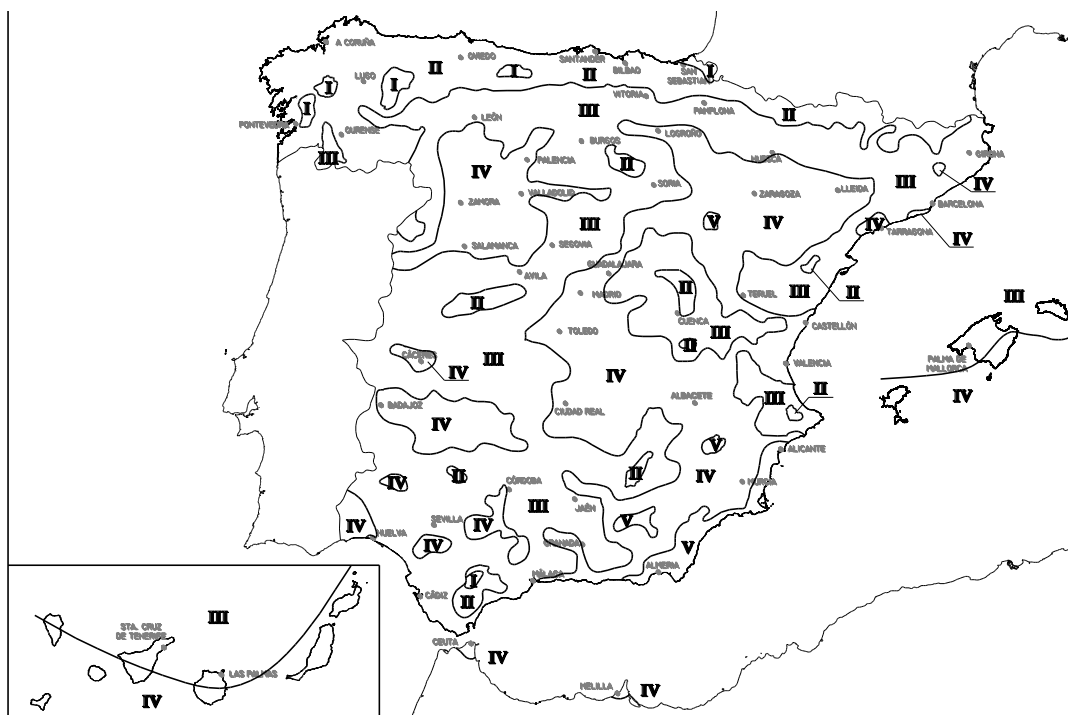 A CORUÑA
II
OVIEDO
I
SANTANDER
II
BILBAO
SAN
SEBASTIAN
I
LUGO
I
I
I
VITORIA
PAMPLONA
II
PONTEVEDRA
OURENSE
III
LEÓN
III
BURGOS
LOGROÑO
HUESCA
GIRONA
IV
PALENCIA
II
SORIA
ZARAGOZA
LLEIDA
III
IV
ZAMORA
VALLADOLID
BARCELONA
III
V
IV
IV
TARRAGONA
IV
SALAMANCA
SEGOVIA
AVILA
GUADALAJARA
MADRID
II
TERUEL
III
II
III
II
CUENCA
III
CASTELLÓN
TOLEDO
II
CÁCERES
IV
III
IV
VALENCIA
PALMA DE
MALLORCA
IV
BADAJOZ
IV
CIUDAD REAL
ALBACETE
III
II
V
ALICANTE
IV
II
CÓRDOBA
II
IV
MURCIA
HUELVA
IV
SEVILLA
IV
III
JAÉN
V
IV
GRANADA
V
ALMERIA
MÁLAGA
I
II
CÁDIZ
CEUTA
IV
MELILLA
IV
III
STA. CRUZ
DE TENERIFE
LAS PALMAS
IV